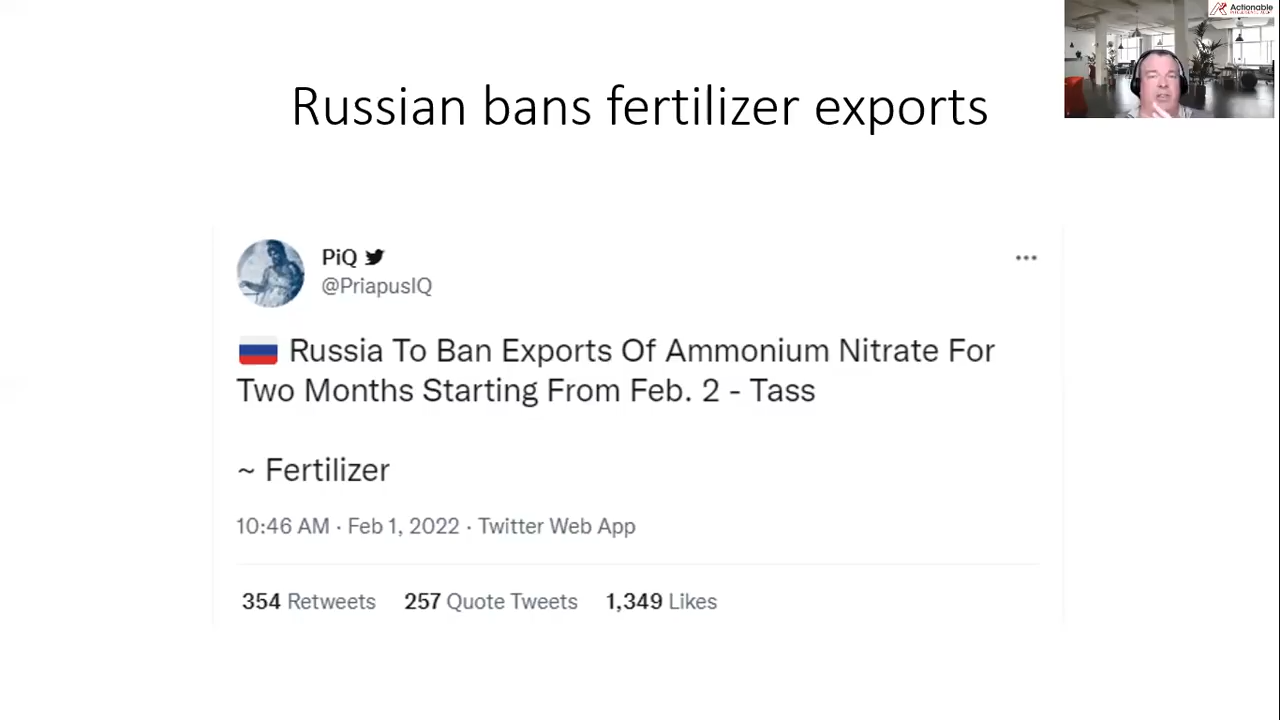 Actionable
Russian bans fertilizer exports
PiQ
@PriapusIQ
Russia To Ban Exports Of Ammonium Nitrate For
Two Months Starting From Feb. 2 - Tass
~ Fertilizer
10:46 AM · Feb 1, 2022 · Twitter Web App
354 Retweets 257 Quote Tweets 1,349 Likes